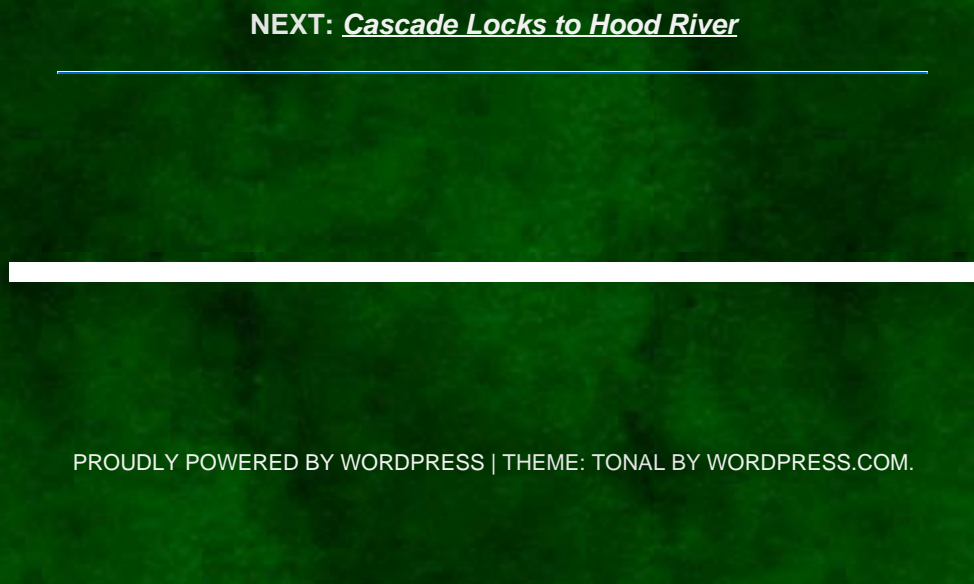 NEXT: Cascade Locks to Hood River
PROUDLY POWERED BY WORDPRESS | THEME: TONAL BY WORDPRESS.COM.